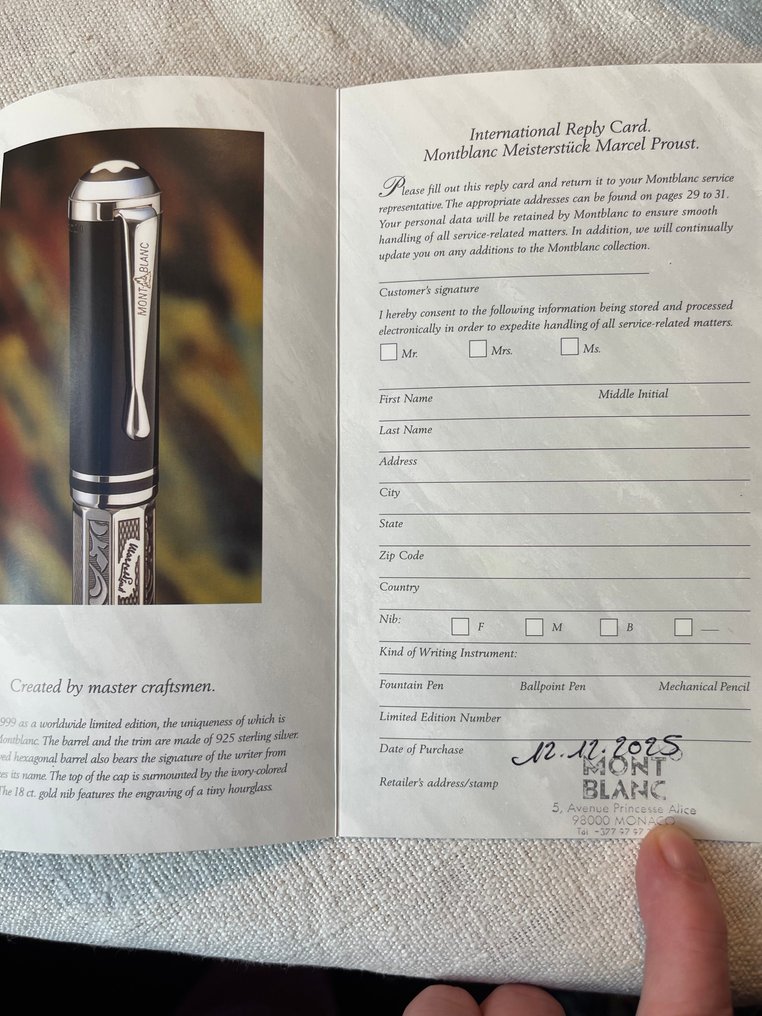 MONTBLANC
Created by master craftsmen.
999 as a worldwide limited edition, the uniqueness of which is
ontblanc. The barrel and the trim are made of 925 sterling silver.
ed hexagonal barrel also bears the signature of the writer from
es its name. The top of the cap is surmounted by the ivory-colored
The 18 ct. gold nib features the engraving of a tiny hourglass.
International Reply Card.
Montblanc Meisterstück Marcel Proust.
Please fill out this reply card and return it to your Montblanc service
representative. The appropriate addresses can be found on pages 29 to 31.
Your personal data will be retained by Montblanc to ensure smooth
handling of all service-related matters. In addition, we will continually
update you on any additions to the Montblanc collection.
Customer's signature
I hereby consent to the following information being stored and processed
electronically in order to expedite handling of all service-related matters.
Mr. Mrs. Ms.
First Name Middle Initial
Last Name
Address
City
State
Zip Code
Country
Nib: F M B
Kind of Writing Instrument:
Fountain Pen Ballpoint Pen Mechanical Pencil
Limited Edition Number
Date of Purchase 12.12.2025
Retailer's address/stamp
MONT
BLANC
5, Avenue Princesse Alice
98000 MONACO
Tél. +377 97 97